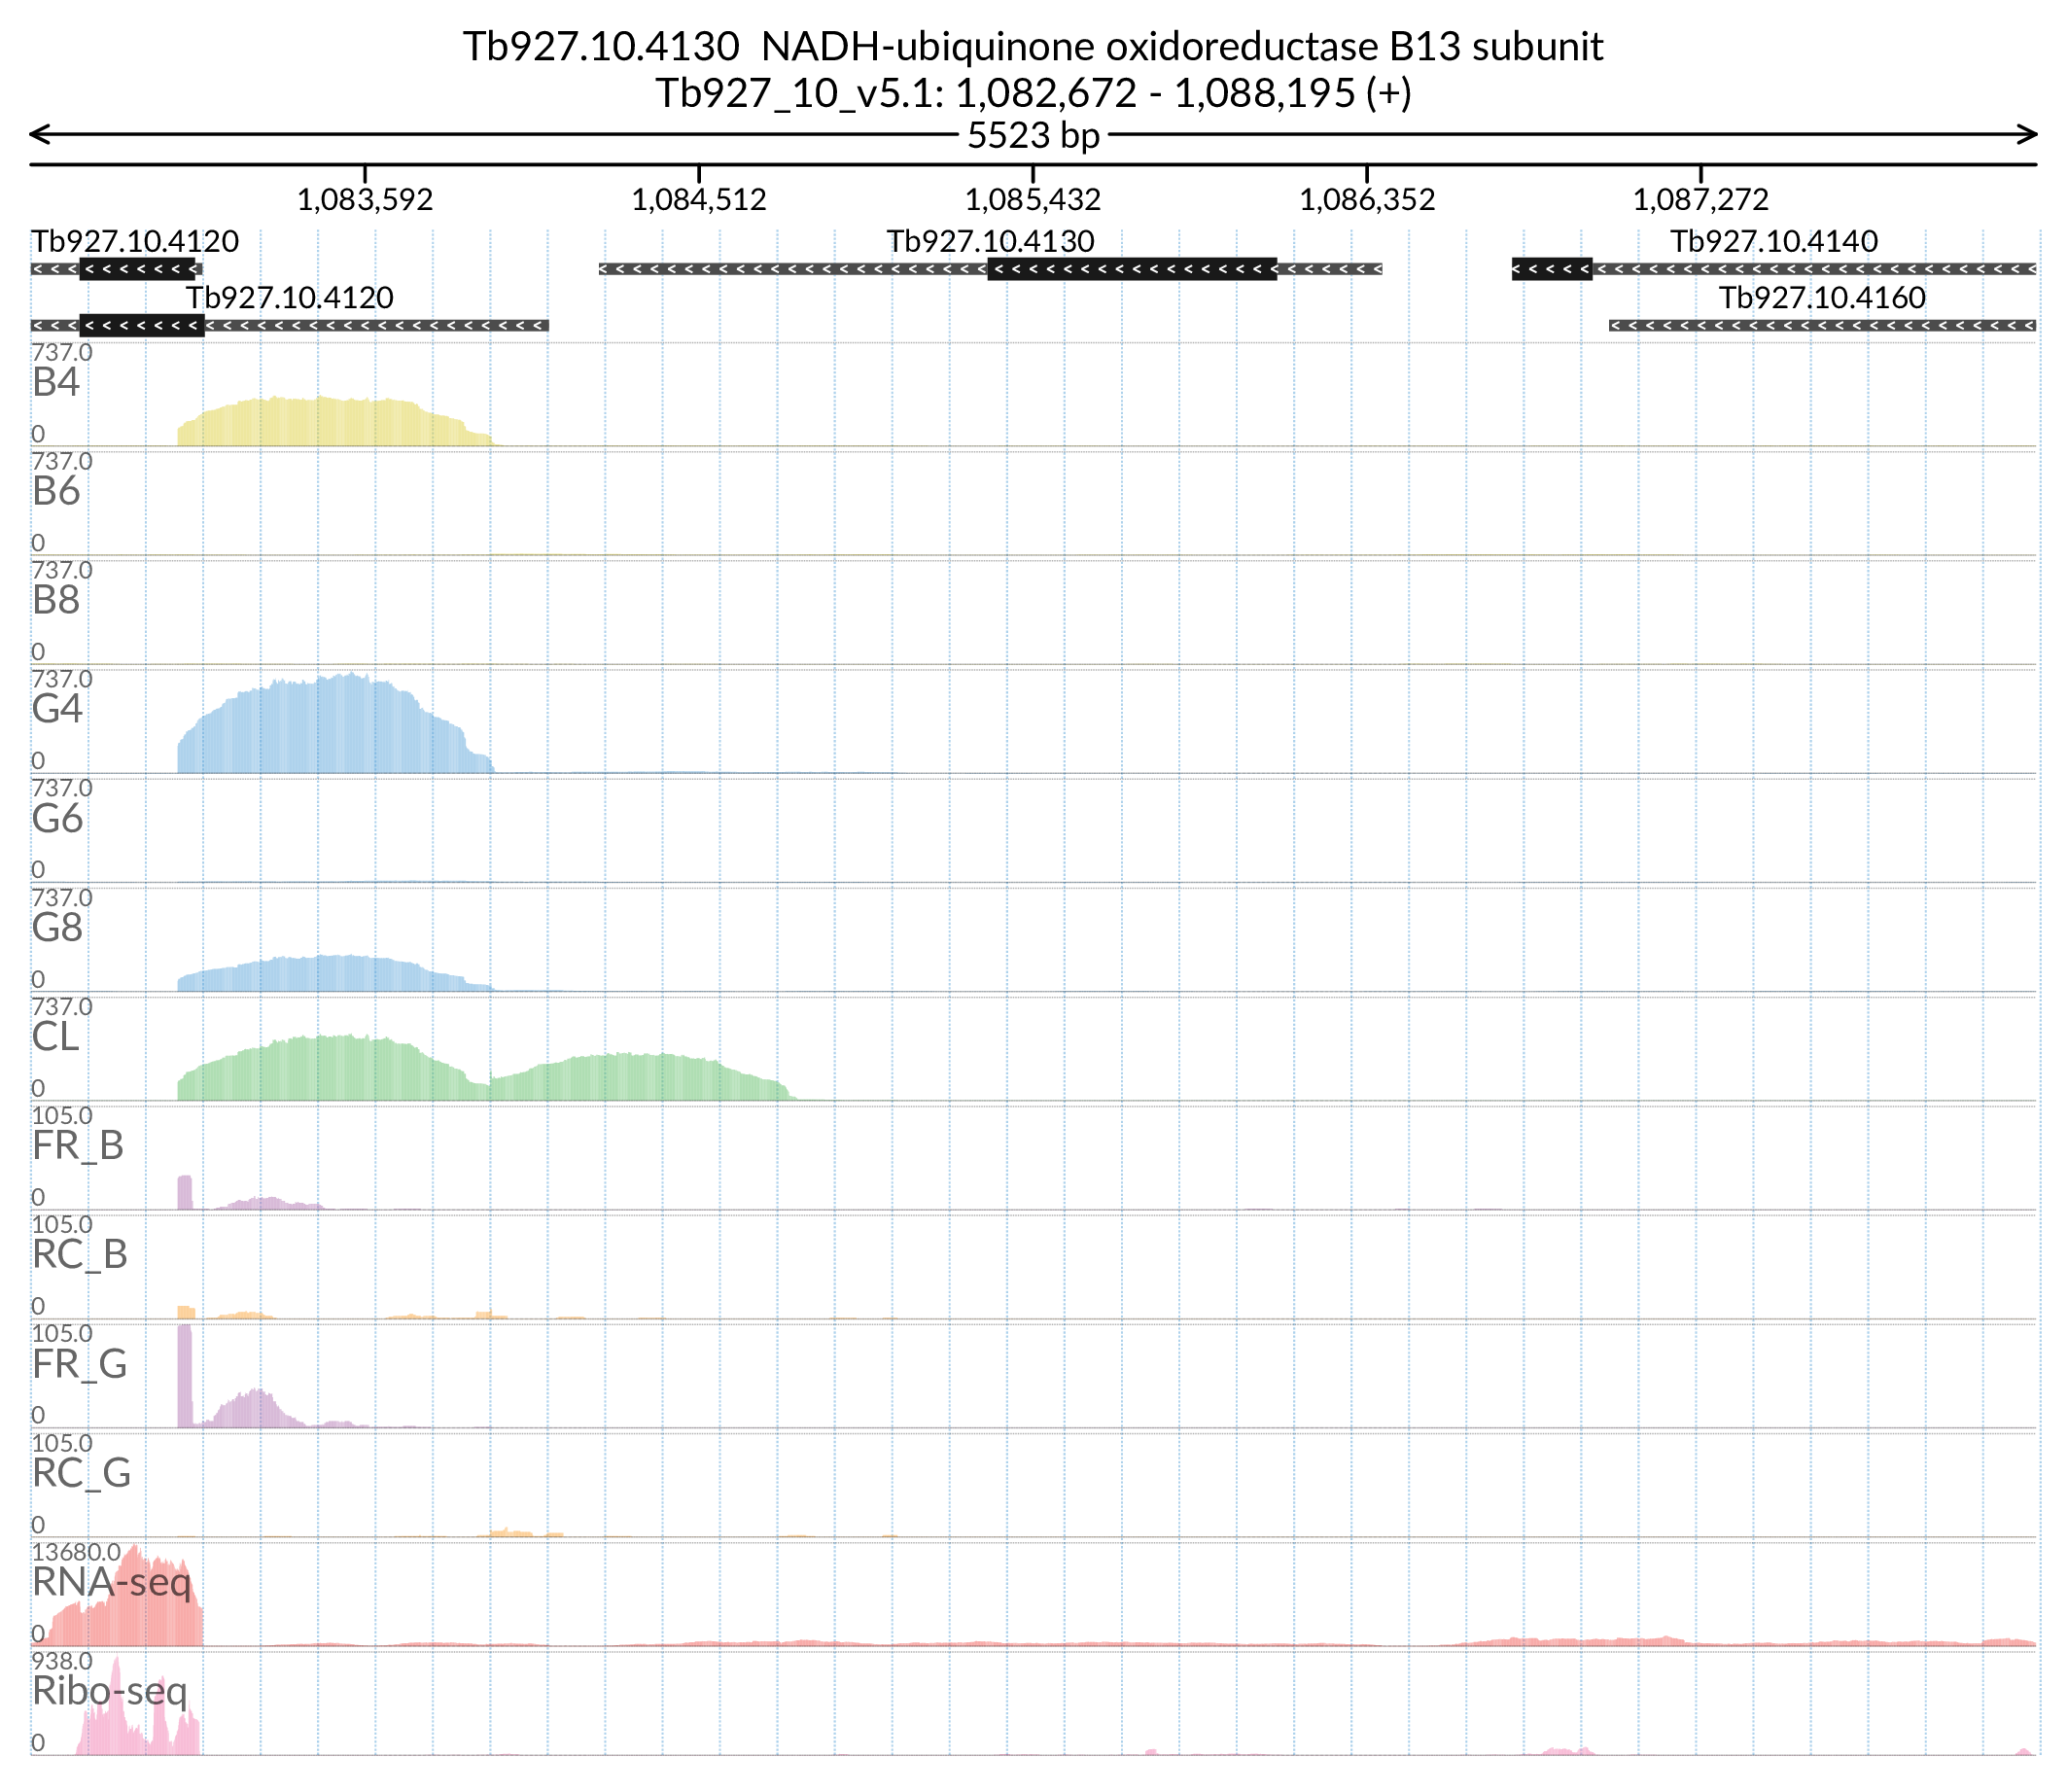 Tb927.10.4130 NADH-ubiquinone oxidoreductase B13 subunit
Tb927_10_v5.1: 1,082,672 - 1,088,195 (+)
5523 bp
1,083,592 1,084,512 1,085,432 1,086,352 1,087,272
Tb927.10.4120 Tb927.10.4130 Tb927.10.4140
Tb927.10.4120 Tb927.10.4160
737.0
B4
0
737.0
B6
0
737.0
B8
0
737.0
G4
0
737.0
G6
0
737.0
G8
0
737.0
CL
0
105.0
FR_B
0
105.0
RC_B
0
105.0
FR_G
0
105.0
RC_G
0
13680.0
RNA-seq
0
938.0
Ribo-seq
0